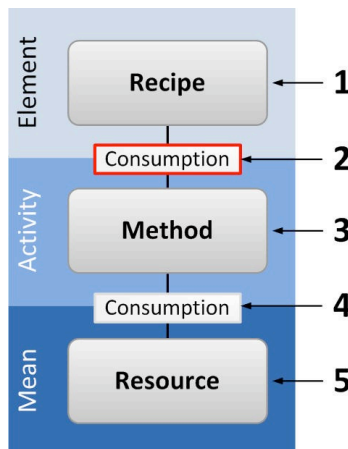 Element
Recipe
1
Consumption
2
Activity
Method
3
Consumption
4
Mean
Resource
5